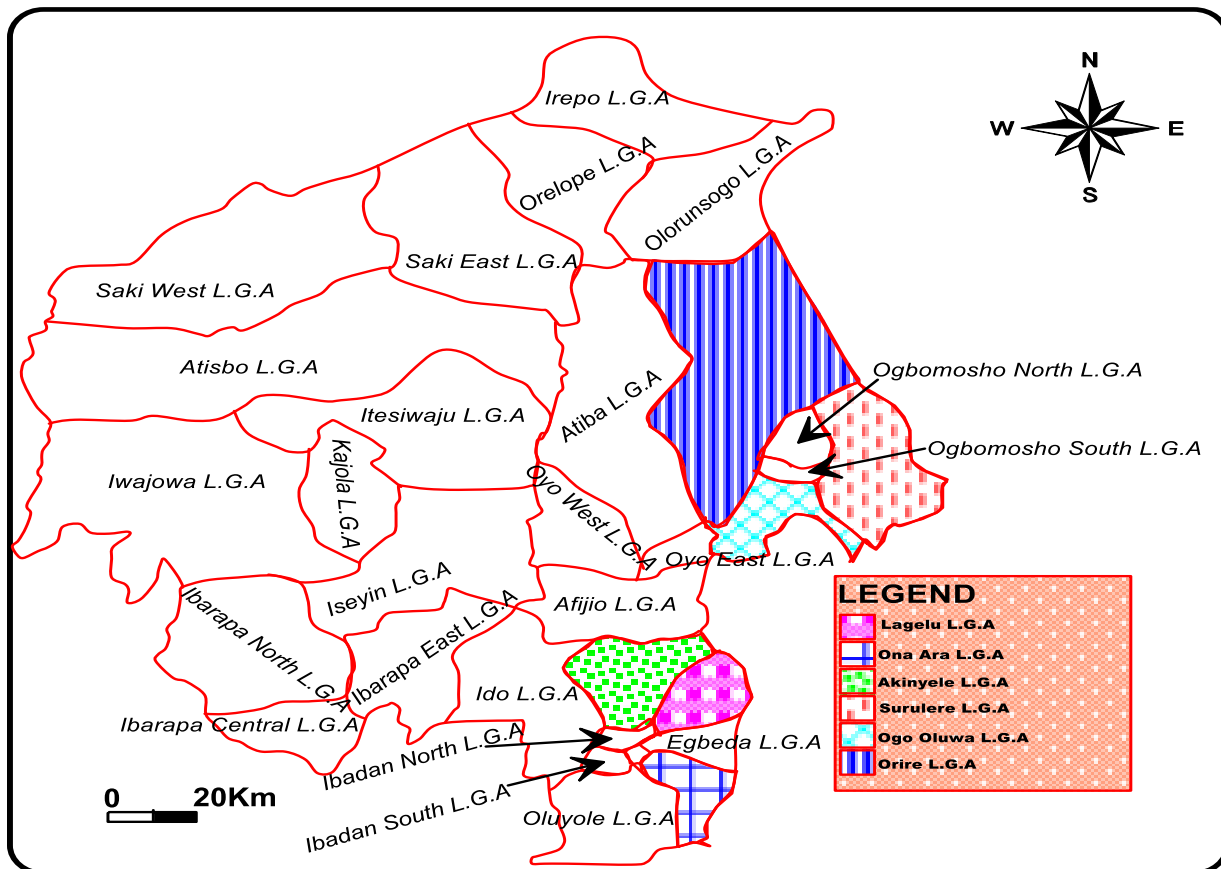 Irepo L.G.A
N
W
E
S
Orelope L.G.A
Olorunsogo L.G.A
Saki East L.G.A
Saki West L.G.A
Atisbo L.G.A
Ogbomosho North L.G.A
Atiba L.G.A
Itesiwaju L.G.A
Ogbomosho South L.G.A
Kajola L.G.A
Iwajowa L.G.A
Oyo West L.G.A
Oyo East L.G.A
Iseyin L.G.A
Ibarapa North L.G.A
Afijio L.G.A
Ibarapa East L.G.A
Ido L.G.A
Ibarapa Central L.G.A
Egbeda L.G.A
Ibadan North L.G.A
Ibadan South L.G.A
Oluyole L.G.A
0 20Km
LEGEND
Lagelu L.G.A
Ona Ara L.G.A
Akinyele L.G.A
Surulere L.G.A
Ogo Oluwa L.G.A
Orire L.G.A